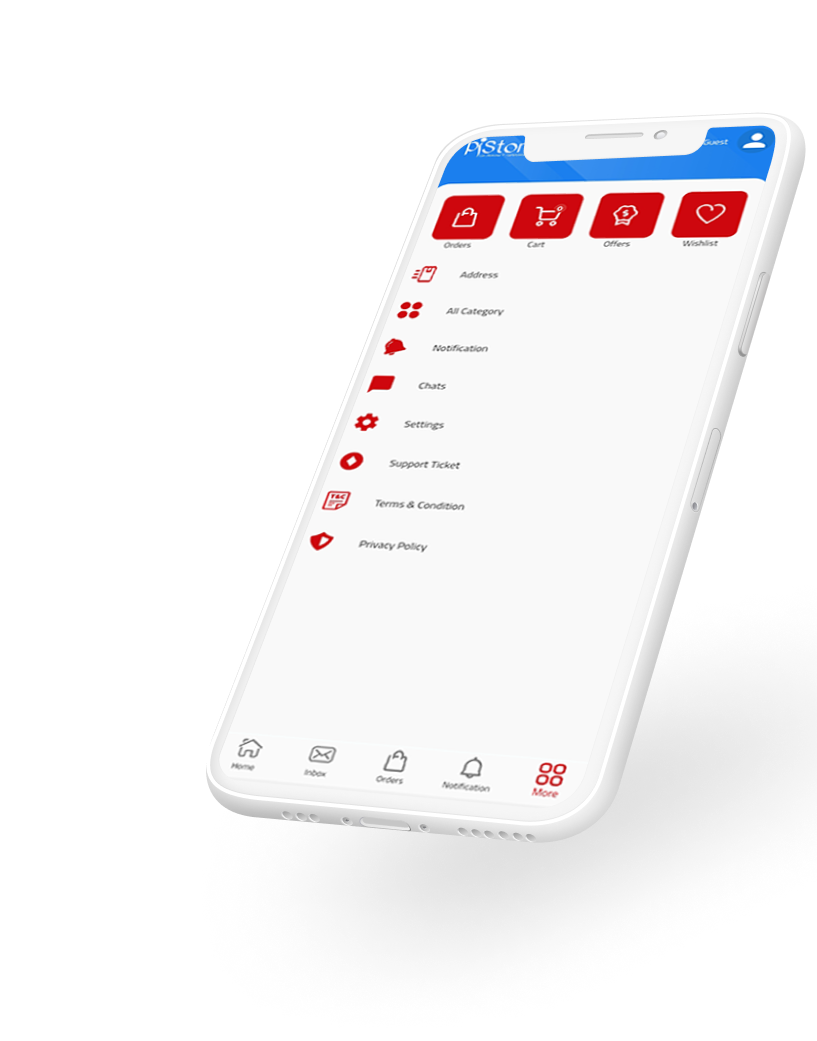 PiStor
Guest
Orders
Cart
Offers
Wishlist
Address
All Category
Notification
Chats
Settings
Support Ticket
T&C
Terms & Condition
Privacy Policy
Home
Inbox
Orders
Notification
More